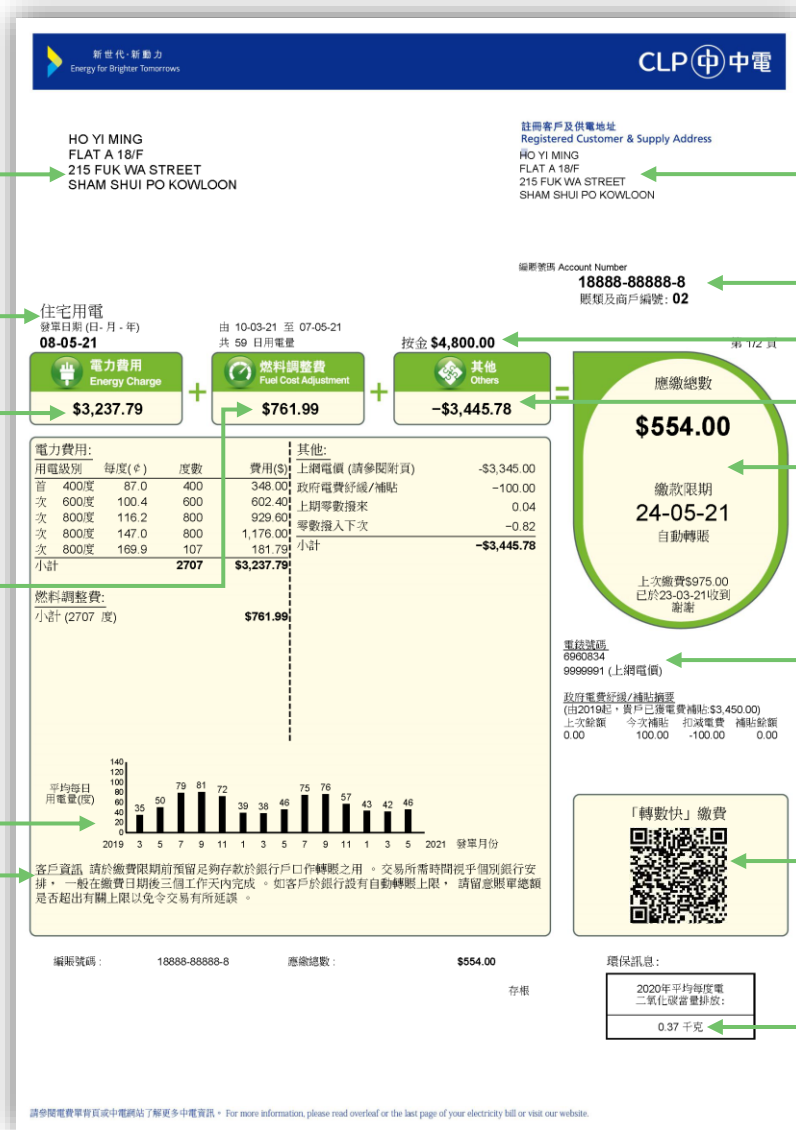 新世代·新動力
Energy for Brighter Tomorrows
CLP 中電
HO YI MING
FLAT A 18/F
215 FUK WA STREET
SHAM SHUI PO KOWLOON
註冊客戶及供電地址
Registered Customer & Supply Address
HO YI MING
FLAT A 18/F
215 FUK WA STREET
SHAM SHUI PO KOWLOON
編賬號碼 Account Number
18888-88888-8
賬類及商戶編號: 02
住宅用電
發單日期 (日-月-年)
08-05-21
由 10-03-21 至 07-05-21
共 59 日用電量
按金 $4,800.00
第 1/2 頁
電力費用
Energy Charge
$3,237.79
+
燃料調整費
Fuel Cost Adjustment
$761.99
+
其他
Others
−$3,445.78
=
應繳總數
$554.00
繳款限期
24-05-21
自動轉賬
上次繳費$975.00
已於23-03-21收到
謝謝
電力費用:
用電級別 每度(¢) 度數 費用($)
首 400度 87.0 400 348.00
次 600度 100.4 600 602.40
次 800度 116.2 800 929.60
次 800度 147.0 800 1,176.00
次 800度 169.9 107 181.79
小計 2707 $3,237.79
燃料調整費:
小計 (2707 度) $761.99
其他:
上網電價 (請參閱附頁) -$3,345.00
政府電費紓緩/補貼 −100.00
上期零數撥來 0.04
零數撥入下次 −0.82
小計 −$3,445.78
電錶號碼
6960834
9999991 (上網電價)
政府電費紓緩/補貼摘要
(由2019起，貴戶已獲電費補貼:$3,450.00)
上次餘額 今次補貼 扣減電費 補貼餘額
0.00 100.00 -100.00 0.00
平均每日
用電量(度)
140
120
100
80
60
40
20
0
35 50 79 81 72 39 38 46 75 76 57 43 42 46
2019 3 5 7 9 11 1 3 5 7 9 11 1 3 5 2021 發單月份
客戶資訊 請於繳費限期前預留足夠存款於銀行戶口作轉賬之用 。 交易所需時間視乎個別銀行安
排， 一般在繳費日期後三個工作天內完成 。如客戶於銀行設有自動轉賬上限， 請留意賬單總額
是否超出有關上限以免令交易有所延誤 。
「轉數快」繳費
編賬號碼 : 18888-88888-8 應繳總數 : $554.00
存根
環保訊息:
2020年平均每度電
二氧化碳當量排放:
0.37 千克
請參閱電費單背頁或中電網站了解更多中電資訊。 For more information, please read overleaf or the last page of your electricity bill or visit our website.